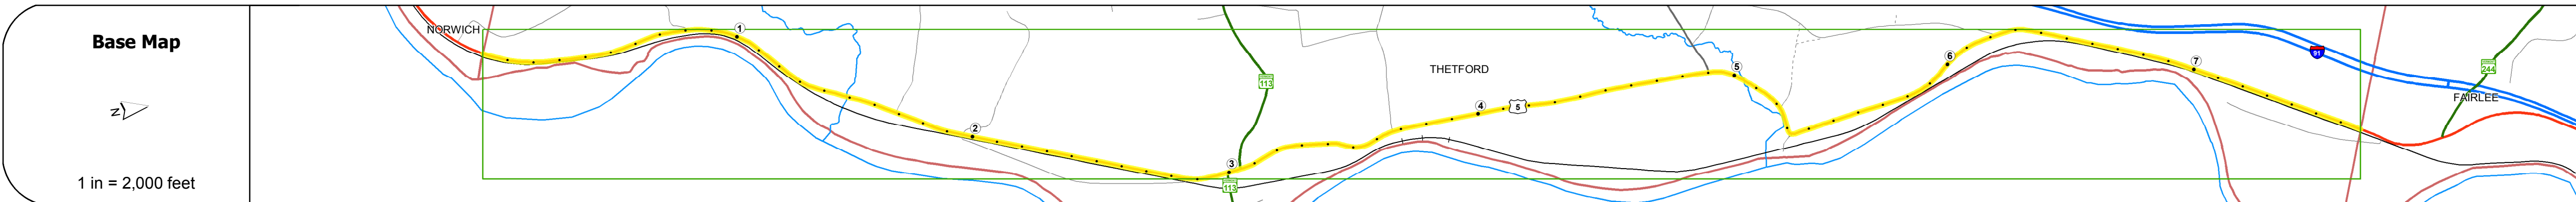 Base Map
N
1 in = 2,000 feet
NORWICH
1
2
113
3
113
THETFORD
4
5
5
6
7
91
244
FAIRLEE